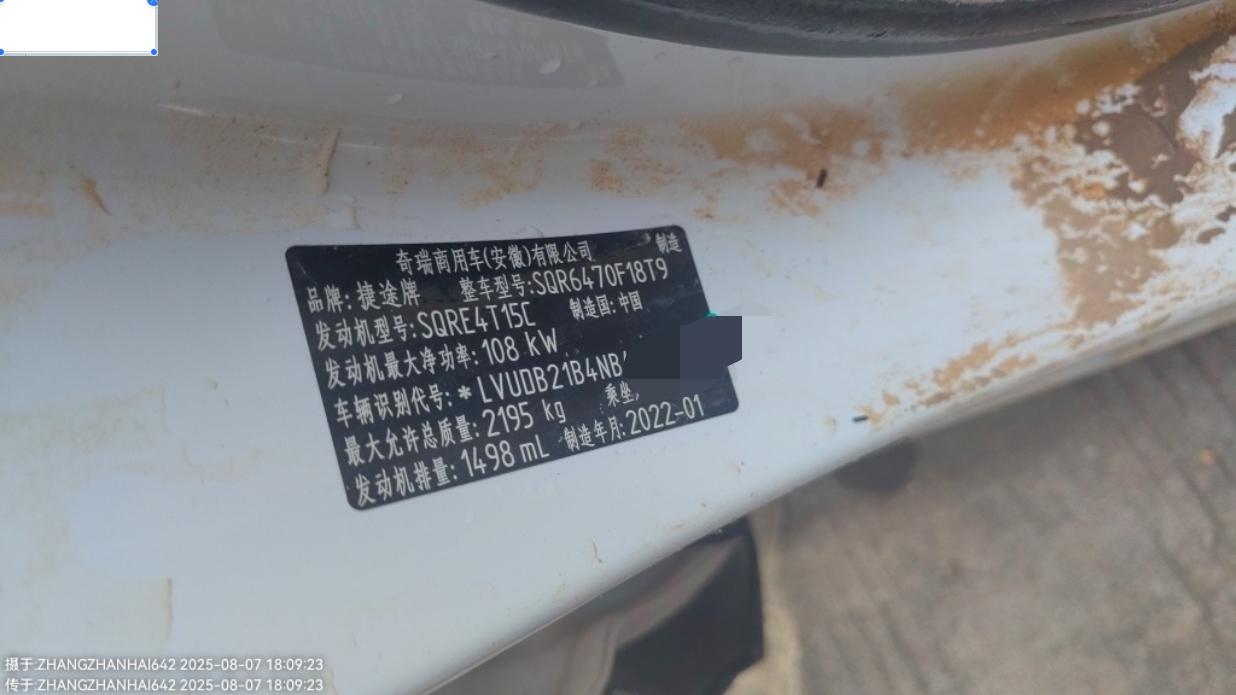 奇瑞商用车(安徽)有限公司 制造
品牌: 捷途牌 整车型号:SQR6470F18T9
发动机型号:SQRE4T15C 制造国:中国
发动机最大净功率:108 kW
车辆识别代号:* LVUDB21B4NB
最大允许总质量: 2195 kg 乘坐
发动机排量: 1498 mL 制造年月: 2022-01
摄于:ZHANGZHANHAI642 2025-08-07 18:09:23
传于:ZHANGZHANHAI642 2025-08-07 18:09:23